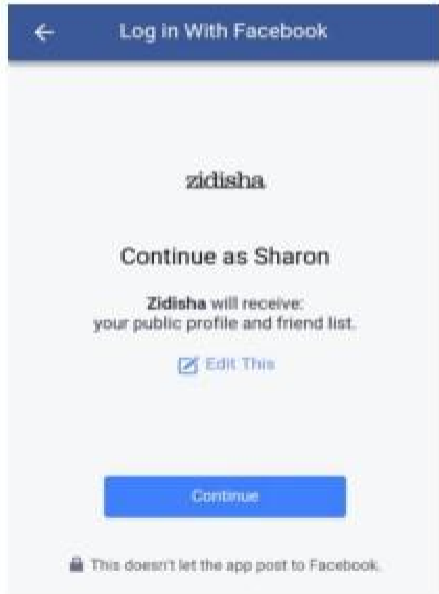 Log in With Facebook
zidisha
Continue as Sharon
Zidisha will receive:
your public profile and friend list.
Edit This
Continue
This doesn't let the app post to Facebook.